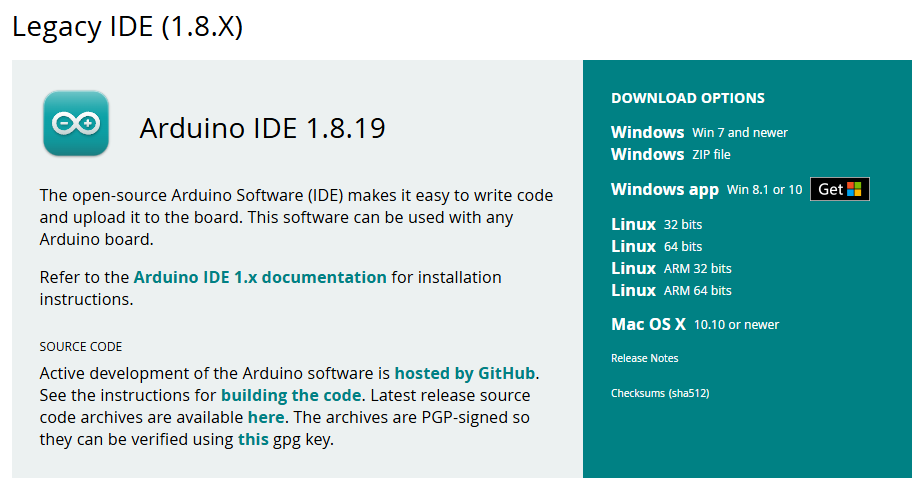 Legacy IDE (1.8.X)
Arduino IDE 1.8.19
The open-source Arduino Software (IDE) makes it easy to write code
and upload it to the board. This software can be used with any
Arduino board.
Refer to the Arduino IDE 1.x documentation for installation
instructions.
SOURCE CODE
Active development of the Arduino software is hosted by GitHub.
See the instructions for building the code. Latest release source
code archives are available here. The archives are PGP-signed so
they can be verified using this gpg key.
DOWNLOAD OPTIONS
Windows Win 7 and newer
Windows ZIP file
Windows app Win 8.1 or 10 Get
Linux 32 bits
Linux 64 bits
Linux ARM 32 bits
Linux ARM 64 bits
Mac OS X 10.10 or newer
Release Notes
Checksums (sha512)